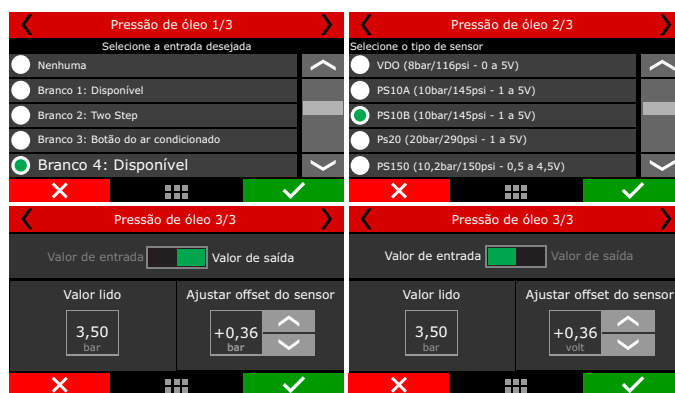 Pressão de óleo 1/3
Selecione a entrada desejada
Nenhuma
Branco 1: Disponível
Branco 2: Two Step
Branco 3: Botão do ar condicionado
Branco 4: Disponível
Pressão de óleo 2/3
Selecione o tipo de sensor
VDO (8bar/116psi - 0 a 5V)
PS10A (10bar/145psi - 1 a 5V)
PS10B (10bar/145psi - 1 a 5V)
Ps20 (20bar/290psi - 1 a 5V)
PS150 (10,2bar/150psi - 0,5 a 4,5V)
Pressão de óleo 3/3
Valor de entrada Valor de saída
Valor lido Ajustar offset do sensor
3,50 +0,36
bar bar
Pressão de óleo 3/3
Valor de entrada Valor de saída
Valor lido Ajustar offset do sensor
3,50 +0,36
bar volt